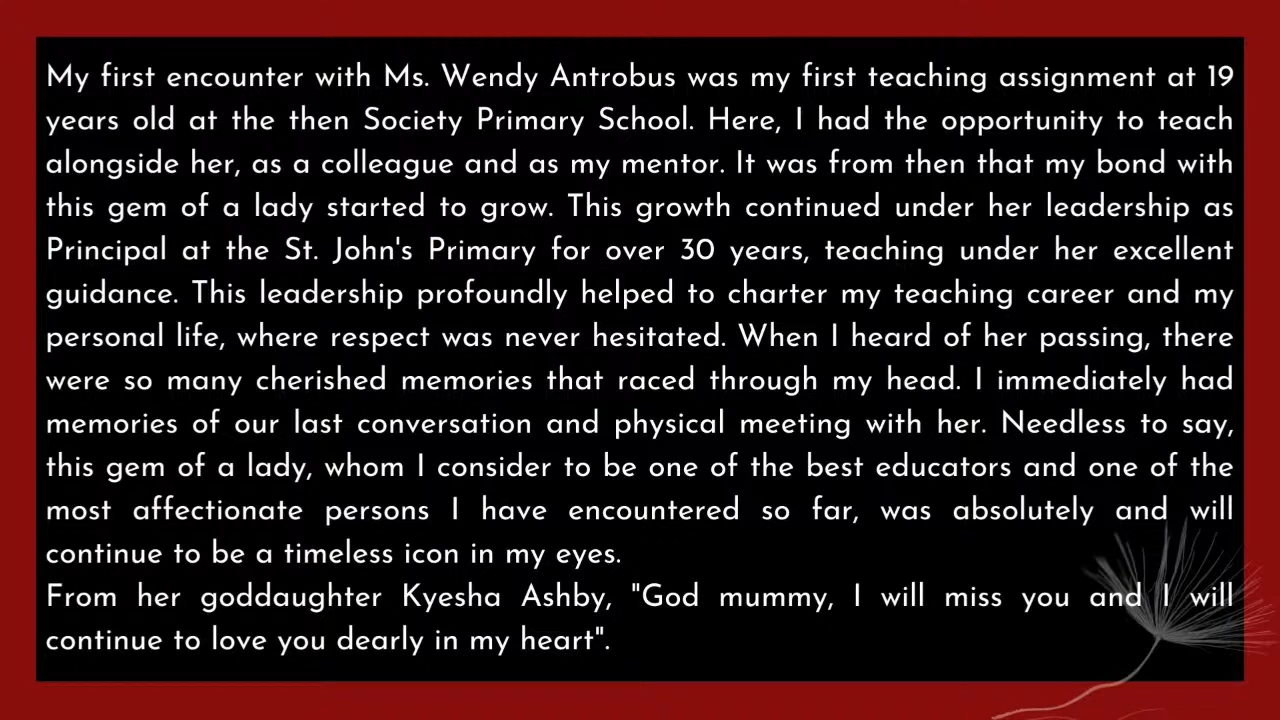 My first encounter with Ms. Wendy Antrobus was my first teaching assignment at 19
years old at the then Society Primary School. Here, I had the opportunity to teach
alongside her, as a colleague and as my mentor. It was from then that my bond with
this gem of a lady started to grow. This growth continued under her leadership as
Principal at the St. John's Primary for over 30 years, teaching under her excellent
guidance. This leadership profoundly helped to charter my teaching career and my
personal life, where respect was never hesitated. When I heard of her passing, there
were so many cherished memories that raced through my head. I immediately had
memories of our last conversation and physical meeting with her. Needless to say,
this gem of a lady, whom I consider to be one of the best educators and one of the
most affectionate persons I have encountered so far, was absolutely and will
continue to be a timeless icon in my eyes.
From her goddaughter Kyesha Ashby, "God mummy, I will miss you and I will
continue to love you dearly in my heart".